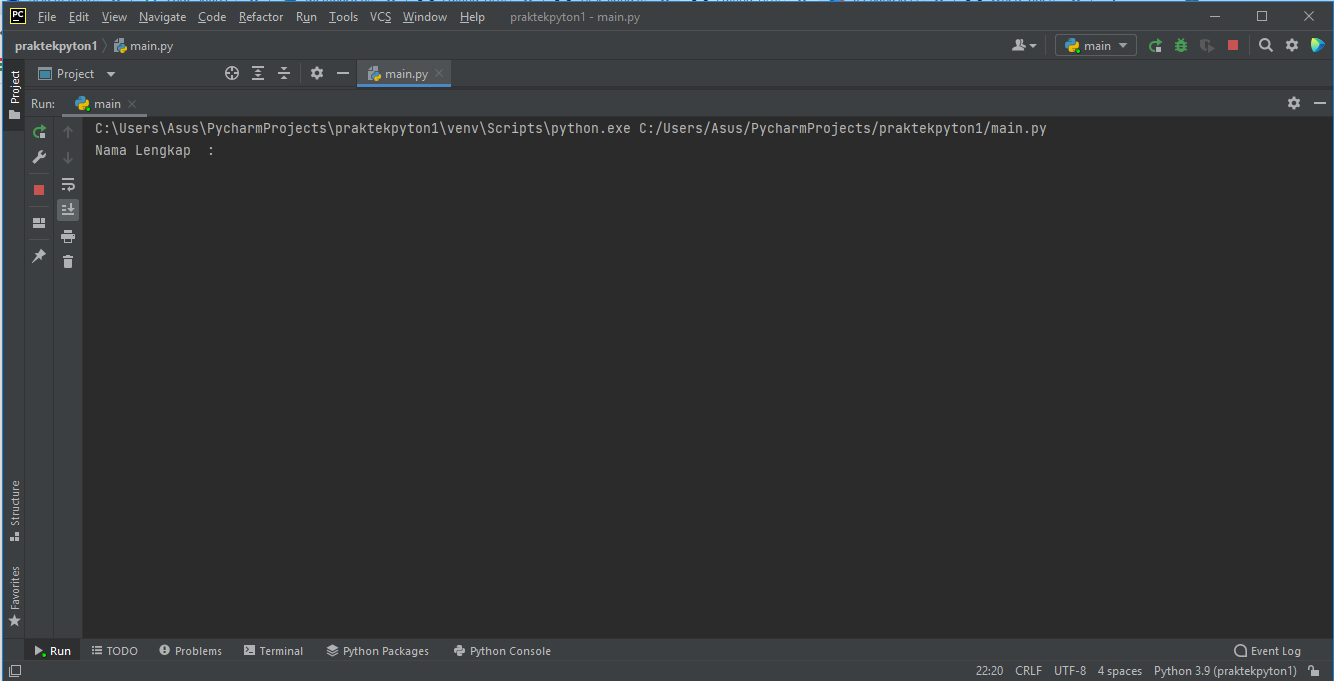 PC File Edit View Navigate Code Refactor Run Tools VCS Window Help praktekpyton1 - main.py
praktekpyton1 main.py main
Project Project main.py
Run: main
C:\Users\Asus\PycharmProjects\praktekpyton1\venv\Scripts\python.exe C:/Users/Asus/PycharmProjects/praktekpyton1/main.py
Nama Lengkap  :
Structure
Favorites
Run TODO Problems Terminal Python Packages Python Console Event Log
22:20 CRLF UTF-8 4 spaces Python 3.9 (praktekpyton1)